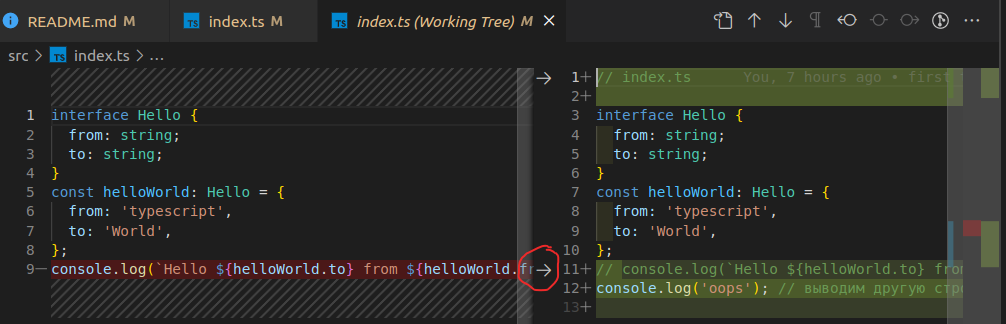 README.md M TS index.ts M TS index.ts (Working Tree) M
src > TS index.ts > ...
1 interface Hello {
2 from: string;
3 to: string;
4 }
5 const helloWorld: Hello = {
6 from: 'typescript',
7 to: 'World',
8 };
9 console.log(`Hello ${helloWorld.to} from ${helloWorld.
1 // index.ts You, 7 hours ago • first
2
3 interface Hello {
4 from: string;
5 to: string;
6 }
7 const helloWorld: Hello = {
8 from: 'typescript',
9 to: 'World',
10 };
11 // console.log(`Hello ${helloWorld.to} from
12 console.log('oops'); // выводим другую
13